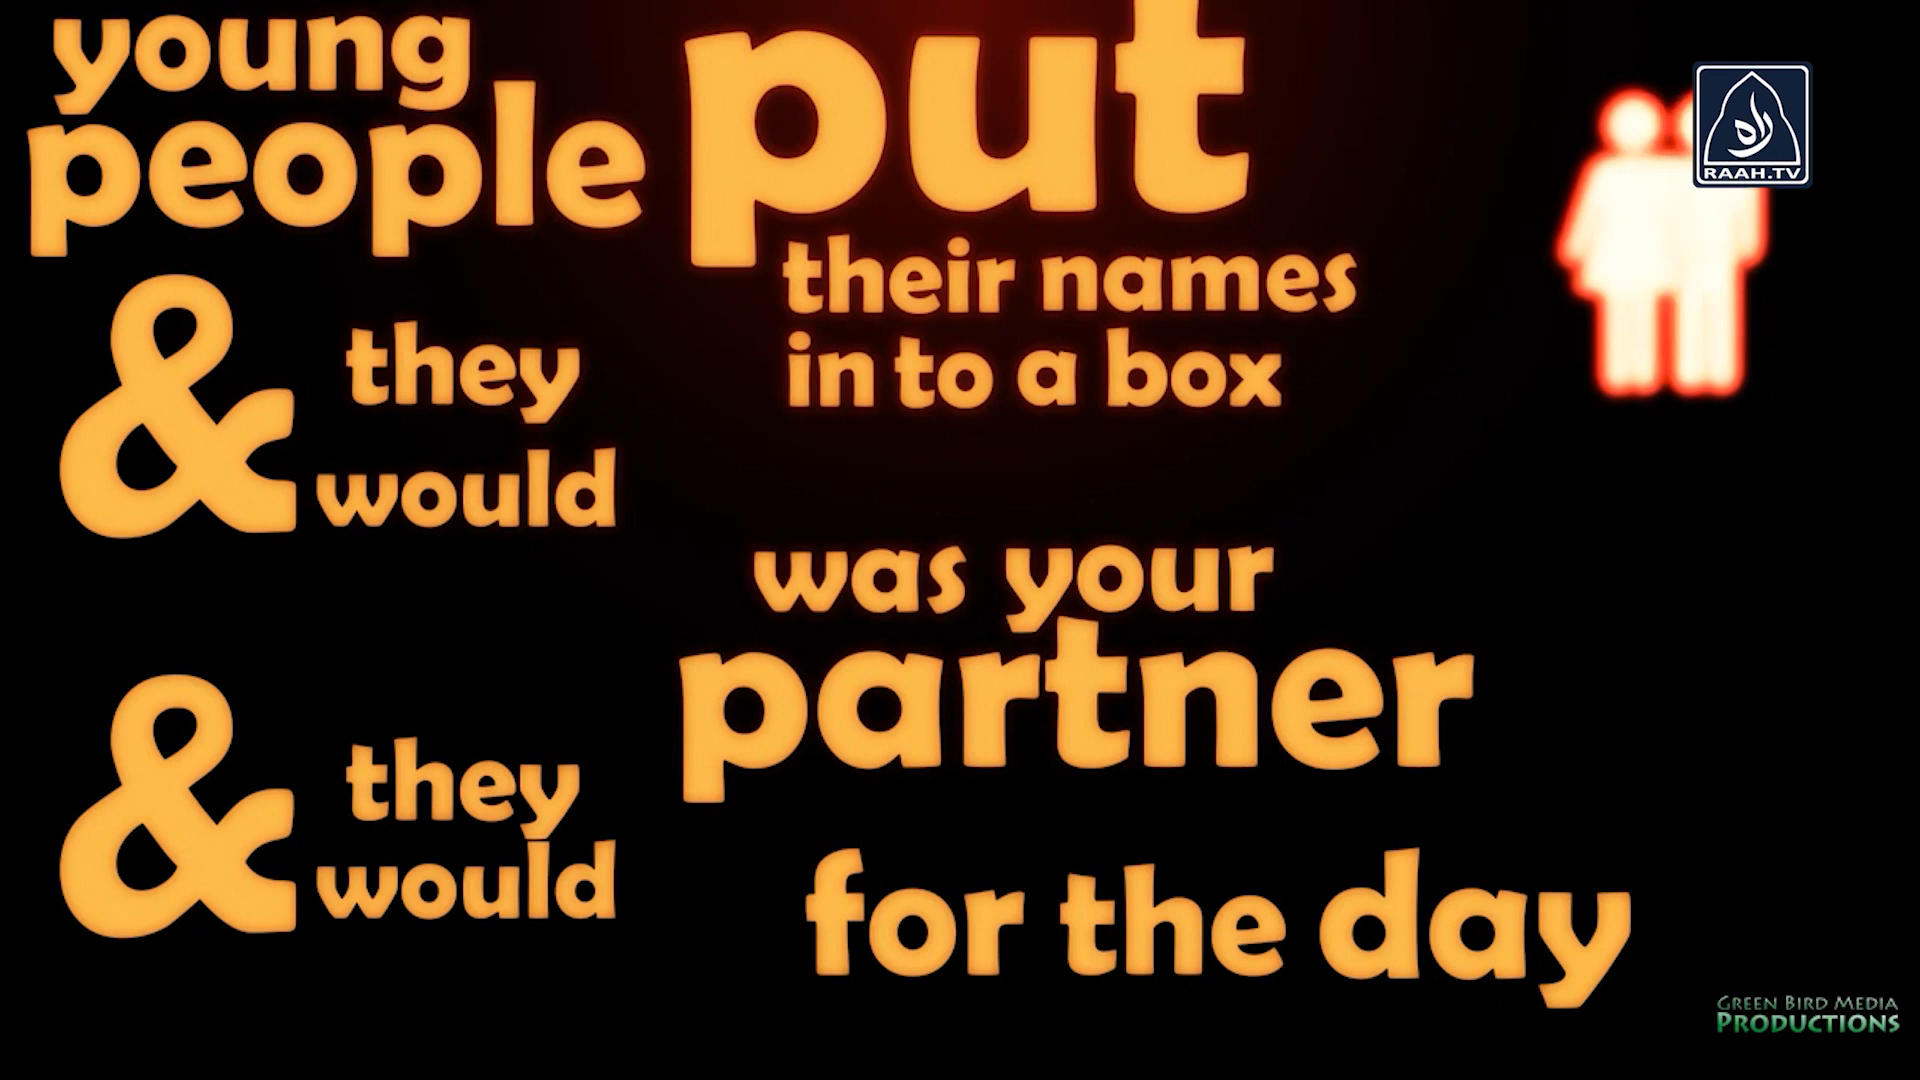 young
people
put
their names
in to a box
&
they
would
was your
partner
&
they
would
for the day
راه
RAAH.TV
GREEN BIRD MEDIA
PRODUCTIONS